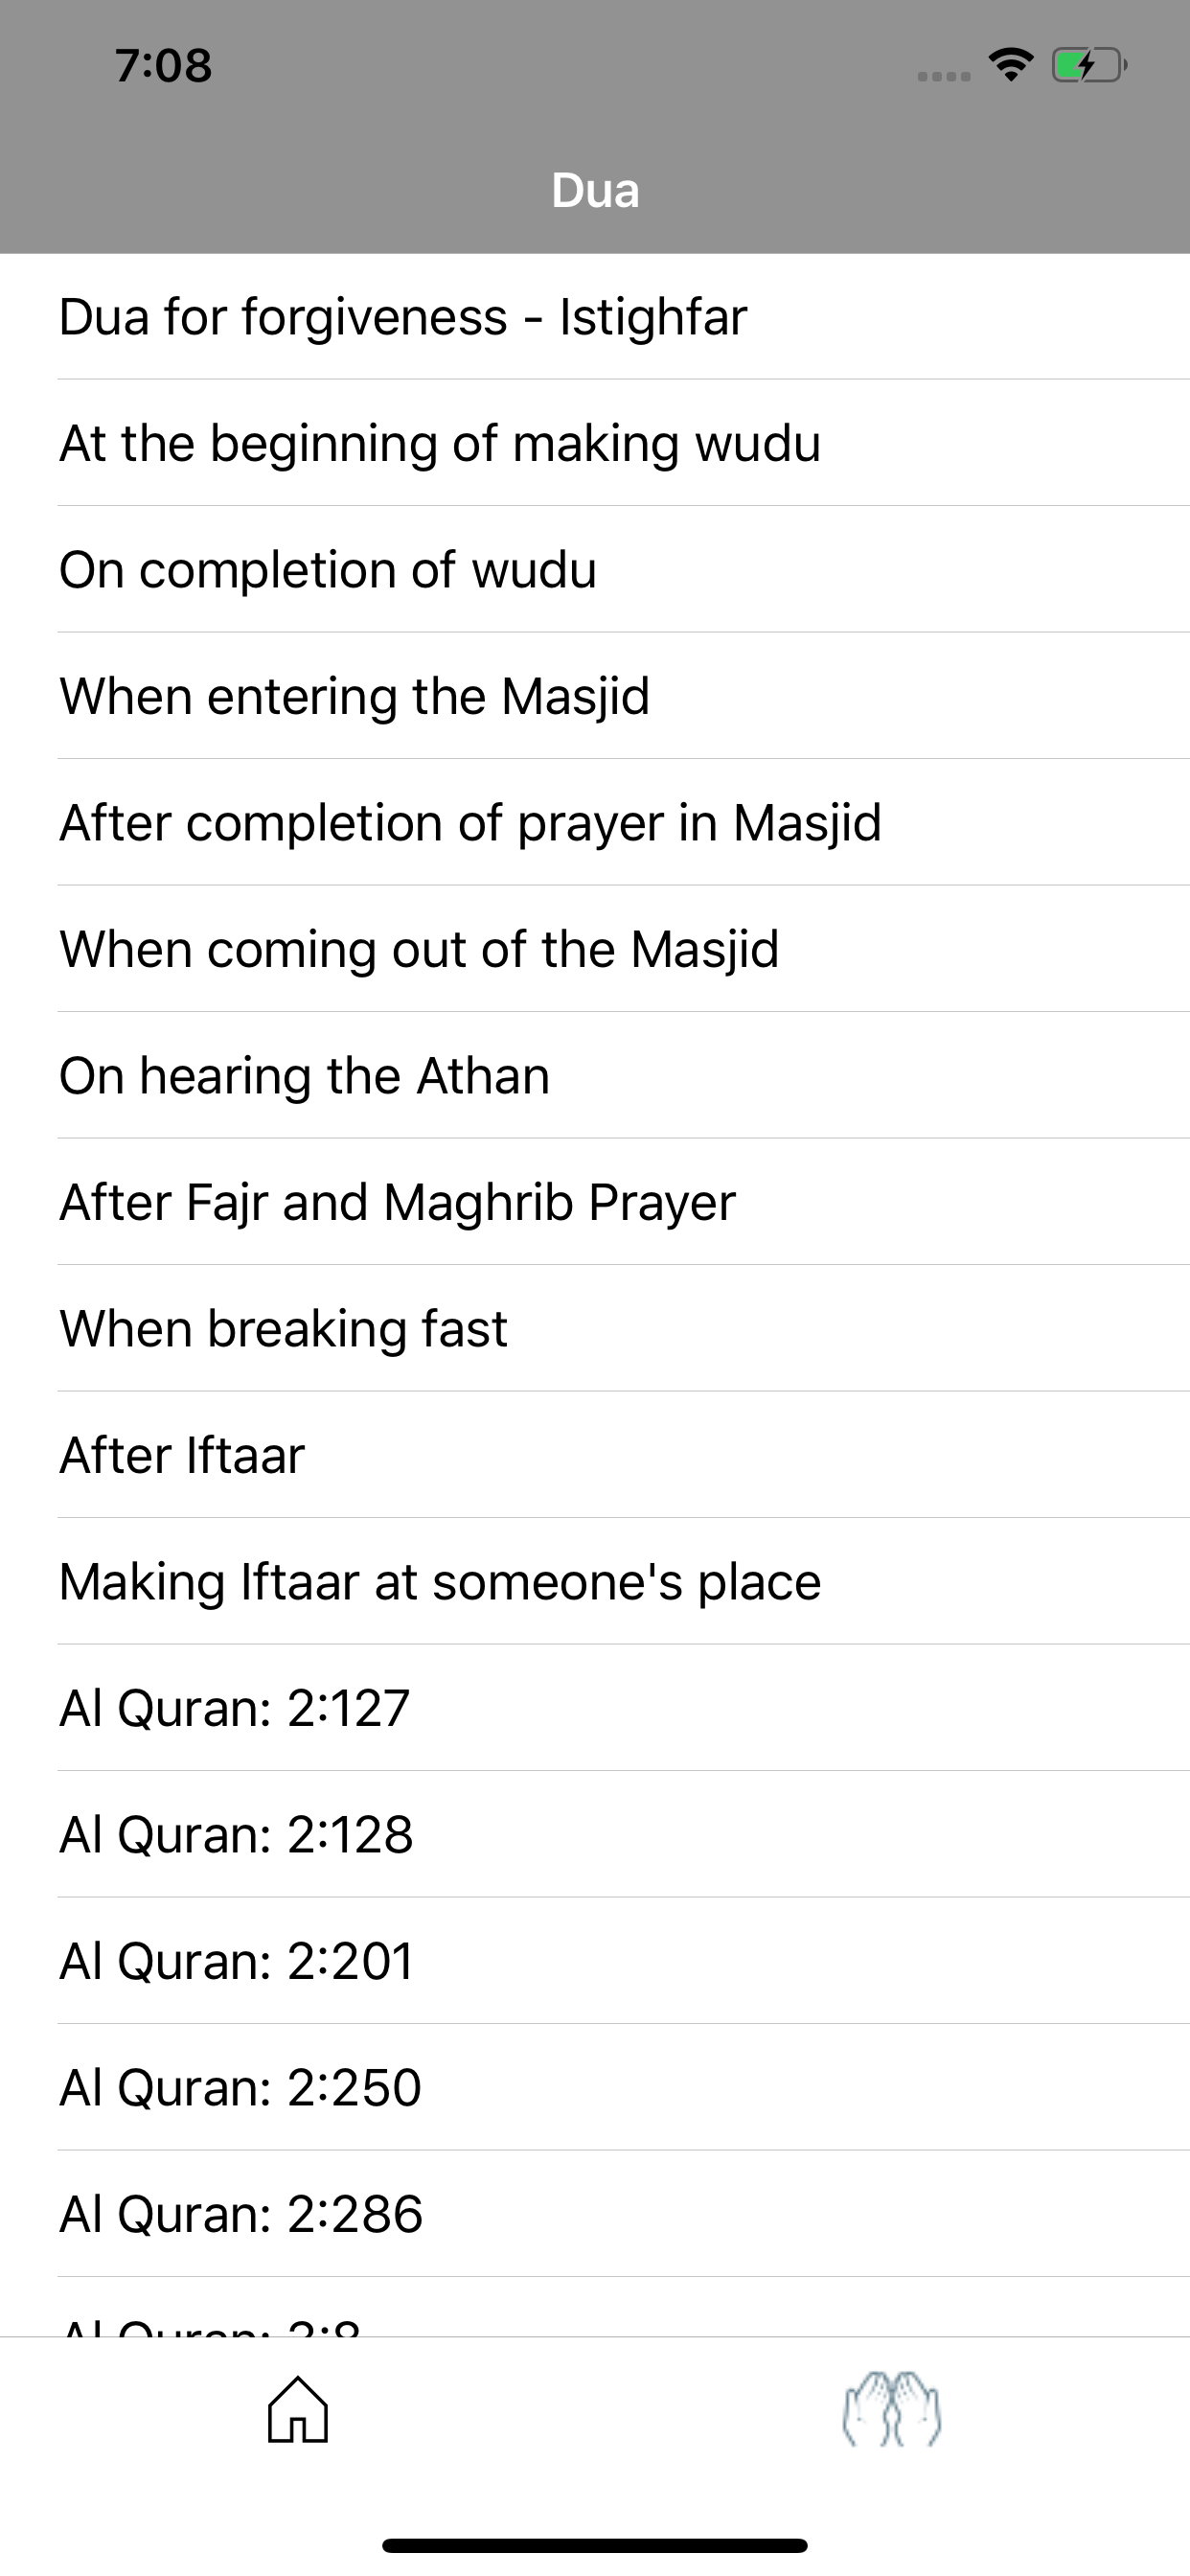 7:08
Dua
Dua for forgiveness - Istighfar
At the beginning of making wudu
On completion of wudu
When entering the Masjid
After completion of prayer in Masjid
When coming out of the Masjid
On hearing the Athan
After Fajr and Maghrib Prayer
When breaking fast
After Iftaar
Making Iftaar at someone's place
Al Quran: 2:127
Al Quran: 2:128
Al Quran: 2:201
Al Quran: 2:250
Al Quran: 2:286
Al Quran: